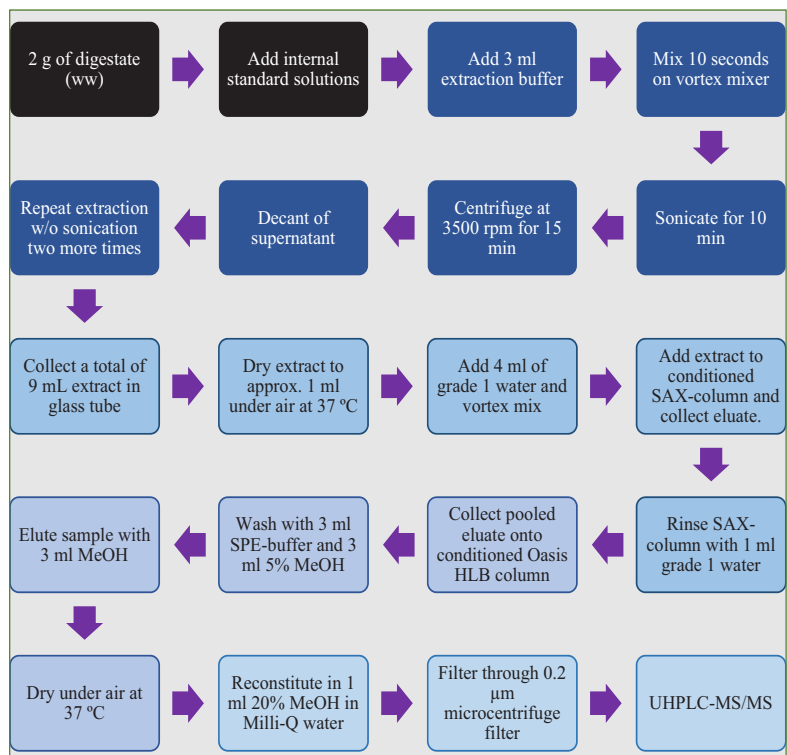 2 g of digestate
(ww)
Add internal
standard solutions
Add 3 ml
extraction buffer
Mix 10 seconds
on vortex mixer
Repeat extraction
w/o sonication
two more times
Decant of
supernatant
Centrifuge at
3500 rpm for 15
min
Sonicate for 10
min
Collect a total of
9 mL extract in
glass tube
Dry extract to
approx. 1 ml
under air at 37 ºC
Add 4 ml of
grade 1 water and
vortex mix
Add extract to
conditioned
SAX-column and
collect eluate.
Elute sample with
3 ml MeOH
Wash with 3 ml
SPE-buffer and 3
ml 5% MeOH
Collect pooled
eluate onto
conditioned Oasis
HLB column
Rinse SAX-
column with 1 ml
grade 1 water
Dry under air at
37 ºC
Reconstitute in 1
ml 20% MeOH in
Milli-Q water
Filter through 0.2
µm
microcentrifuge
filter
UHPLC-MS/MS